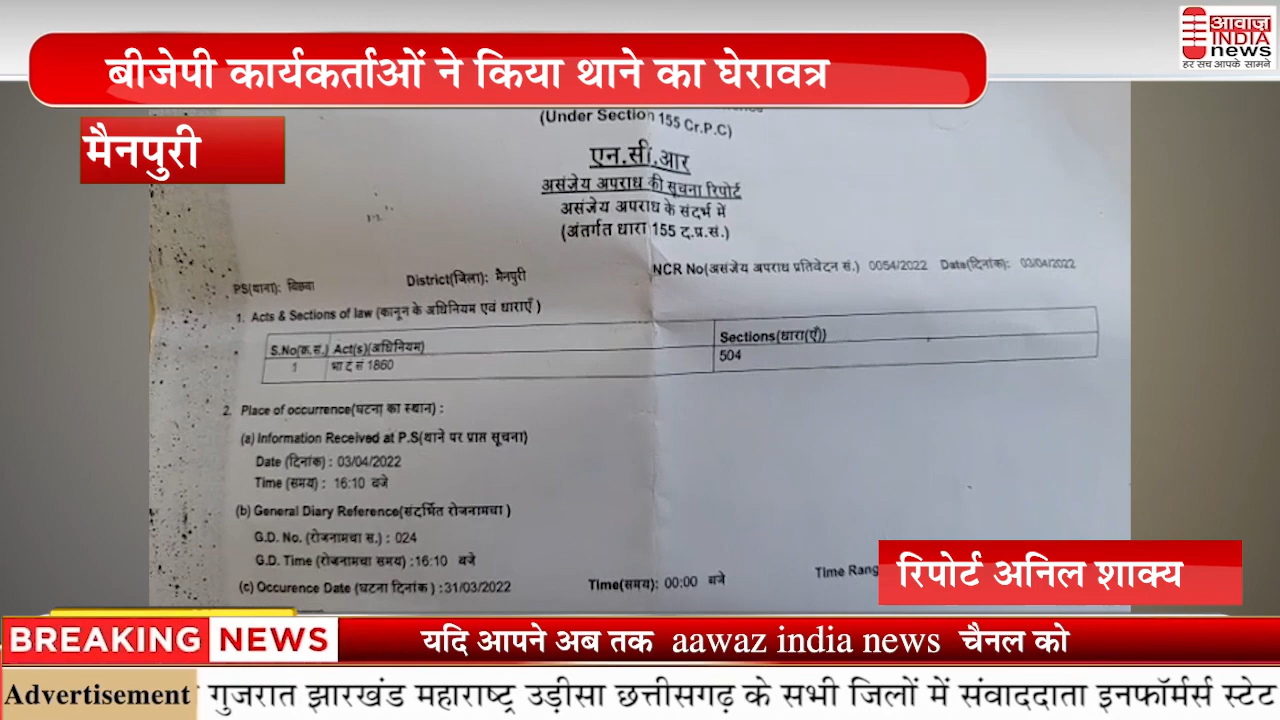 आवाज़
INDIA
news
हर सच आपके सामने
बीजेपी कार्यकर्ताओं ने किया थाने का घेरावत्र
मैनपुरी
(Under Section 155 Cr.P.C)
एन.सी.आर
असंज्ञेय अपराध की सूचना रिपोर्ट
असंज्ञेय अपराध के संदर्भ में
(अंतर्गत धारा 155 द.प्र.सं.)
PS(थाना): बिछवा District(जिला): मैनपुरी NCR No(असंज्ञेय अपराध प्रतिवेदन सं.) 0054/2022 Date(दिनांक): 03/04/2022
1. Acts & Sections of law (कानून के अधिनियम एवं धाराएँ )
S.No(क्र.सं.) Act(s)(अधिनियम) Sections(धारा(एँ))
1 भा द सं 1860 504
2. Place of occurrence(घटना का स्थान) :
(a) Information Received at P.S(थाने पर प्राप्त सूचना)
Date (दिनांक) : 03/04/2022
Time (समय) : 16:10 बजे
(b) General Diary Reference(संदर्भित रोजनामचा )
G.D. No. (रोजनामचा स.) : 024
G.D. Time (रोजनामचा समय) :16:10 बजे
(c) Occurence Date (घटना दिनांक ) :31/03/2022 Time(समय): 00:00 बजे Time Rang
रिपोर्ट अनिल शाक्य
BREAKING NEWS यदि आपने अब तक aawaz india news चैनल को
Advertisement गुजरात झारखंड महाराष्ट्र उड़ीसा छत्तीसगढ़ के सभी जिलों में संवाददाता इनफॉर्मर्स स्टेट